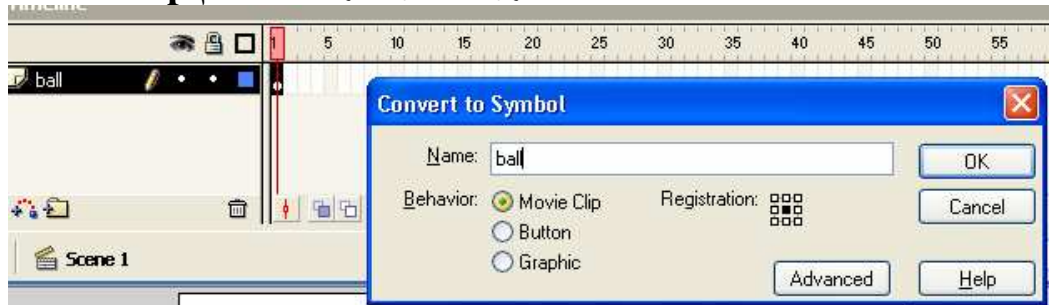 Timeline
1 5 10 15 20 25 30 35 40 45 50 55
ball
Convert to Symbol
Name: ball
OK
Behavior: Movie Clip Registration:
Cancel
Button
Graphic
Scene 1
Advanced Help